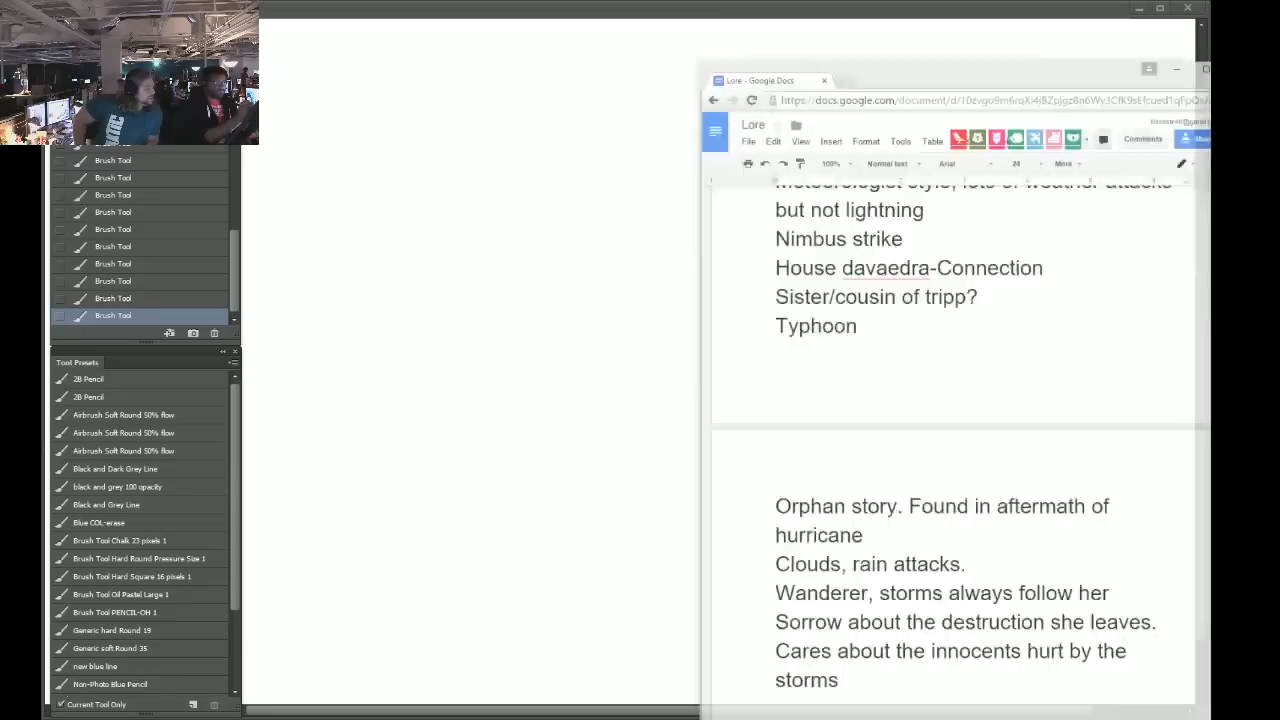 Lore - Google Docs
Lore
File Edit View Insert Format Tools Table Comments
Normal text Arial 24 More
but not lightning
Nimbus strike
House davaedra-Connection
Sister/cousin of tripp?
Typhoon
Orphan story. Found in aftermath of
hurricane
Clouds, rain attacks.
Wanderer, storms always follow her
Sorrow about the destruction she leaves.
Cares about the innocents hurt by the
storms
Brush Tool
Brush Tool
Brush Tool
Brush Tool
Brush Tool
Brush Tool
Brush Tool
Brush Tool
Brush Tool
Brush Tool
Tool Presets
2B Pencil
2B Pencil
Airbrush Soft Round 50% flow
Airbrush Soft Round 50% flow
Airbrush Soft Round 50% flow
Black and Dark Grey Line
black and grey 100 opacity
Black and Grey Line
Blue COL-erase
Brush Tool Chalk 23 pixels 1
Brush Tool Hard Round Pressure Size 1
Brush Tool Hard Square 16 pixels 1
Brush Tool Oil Pastel Large 1
Brush Tool PENCIL-OH 1
Generic hard Round 19
Generic soft Round 35
new blue line
Non-Photo Blue Pencil
Current Tool Only